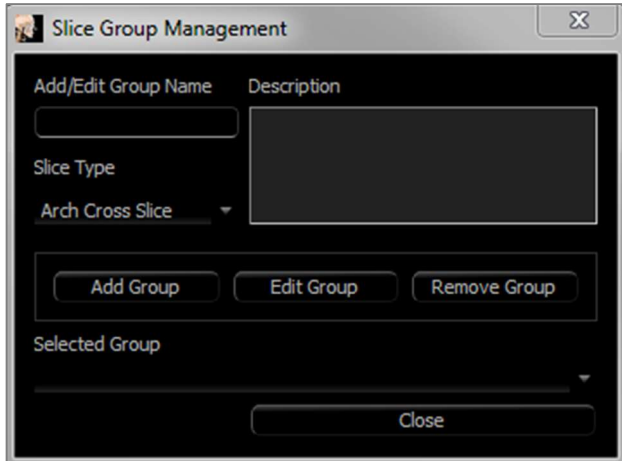 Slice Group Management
Add/Edit Group Name
Description
Slice Type
Arch Cross Slice
Add Group
Edit Group
Remove Group
Selected Group
Close